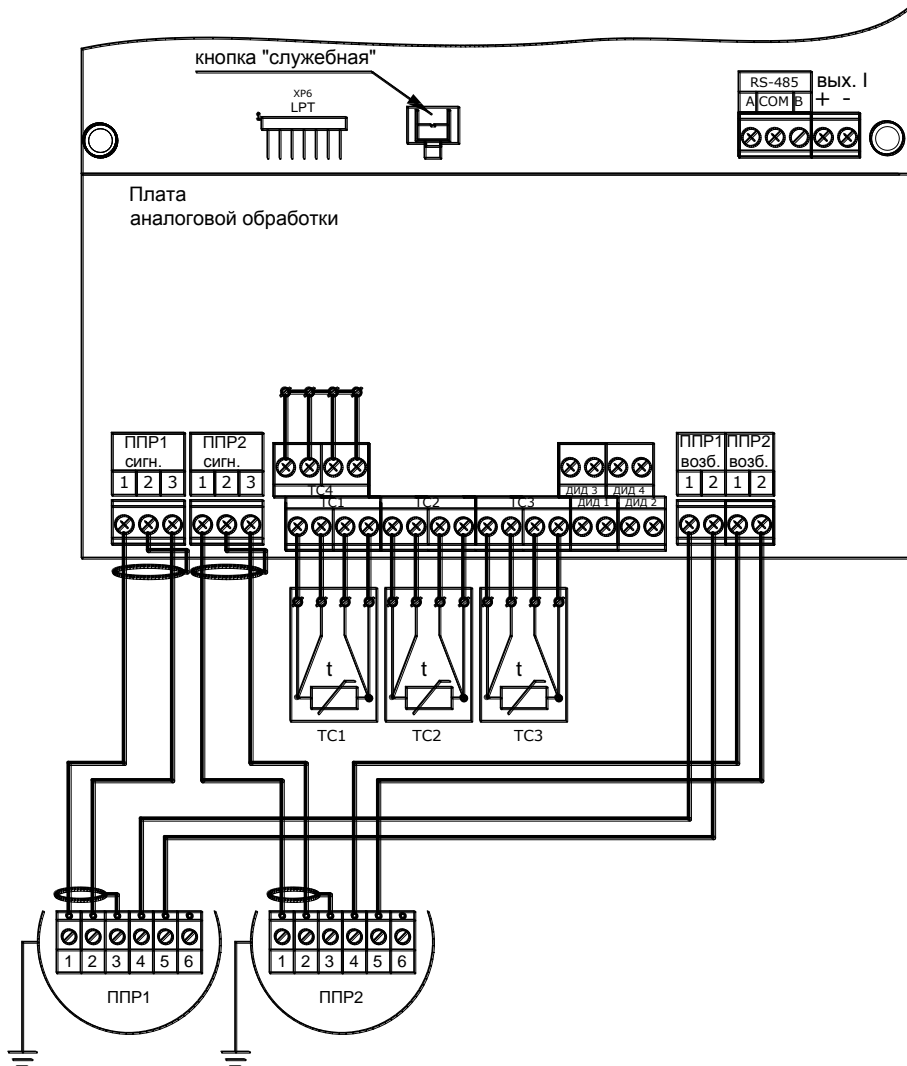 кнопка "служебная"
XP6
LPT
RS-485 вых. I
A COM B + -
Плата
аналоговой обработки
ППР1 ППР2
сигн. сигн.
1 2 3 1 2 3
ТС4
ДИД 3 ДИД 4
ППР1 ППР2
возб. возб.
1 2 1 2
ТС1 ТС2 ТС3 ДИД 1 ДИД 2
t t t
ТС1 ТС2 ТС3
1 2 3 4 5 6
ППР1
1 2 3 4 5 6
ППР2